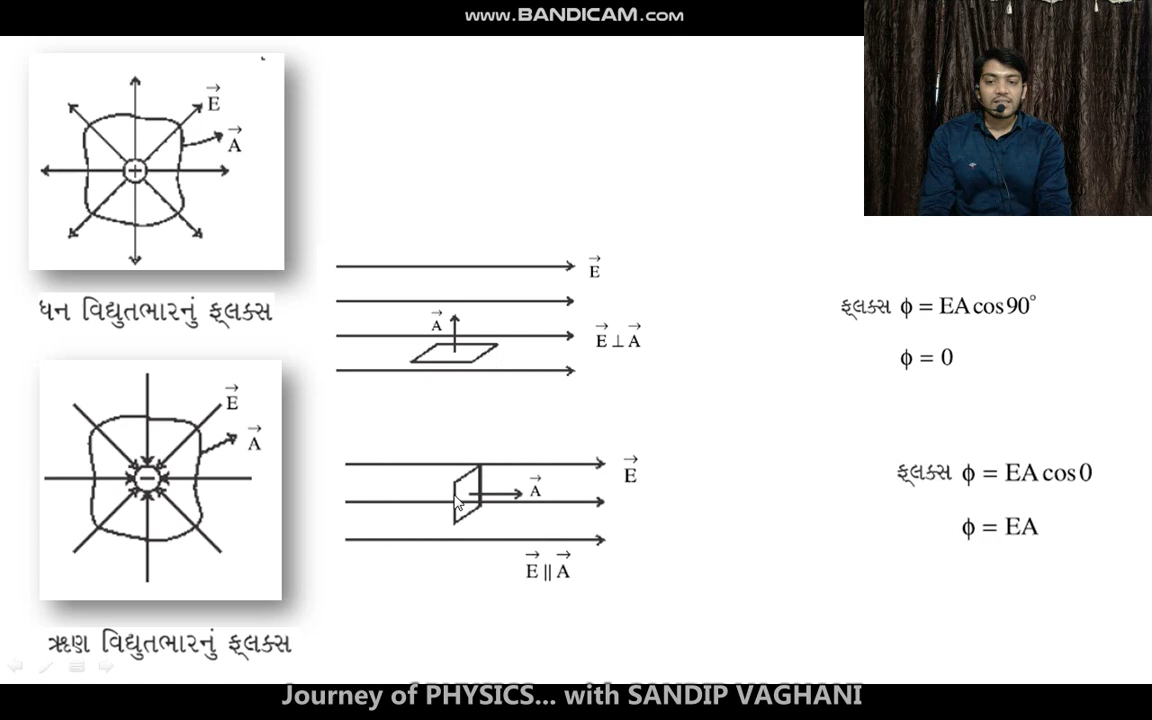 www.BANDICAM.com
E
A
+
ધન વિદ્યુતભારનું ફ્લક્સ
E
A
E ⊥ A
ફ્લક્સ ϕ = EA cos 90°
ϕ = 0
E
A
−
ઋણ વિદ્યુતભારનું ફ્લક્સ
E
A
E || A
ફ્લક્સ ϕ = EA cos 0
ϕ = EA
Journey of PHYSICS... with SANDIP VAGHANI